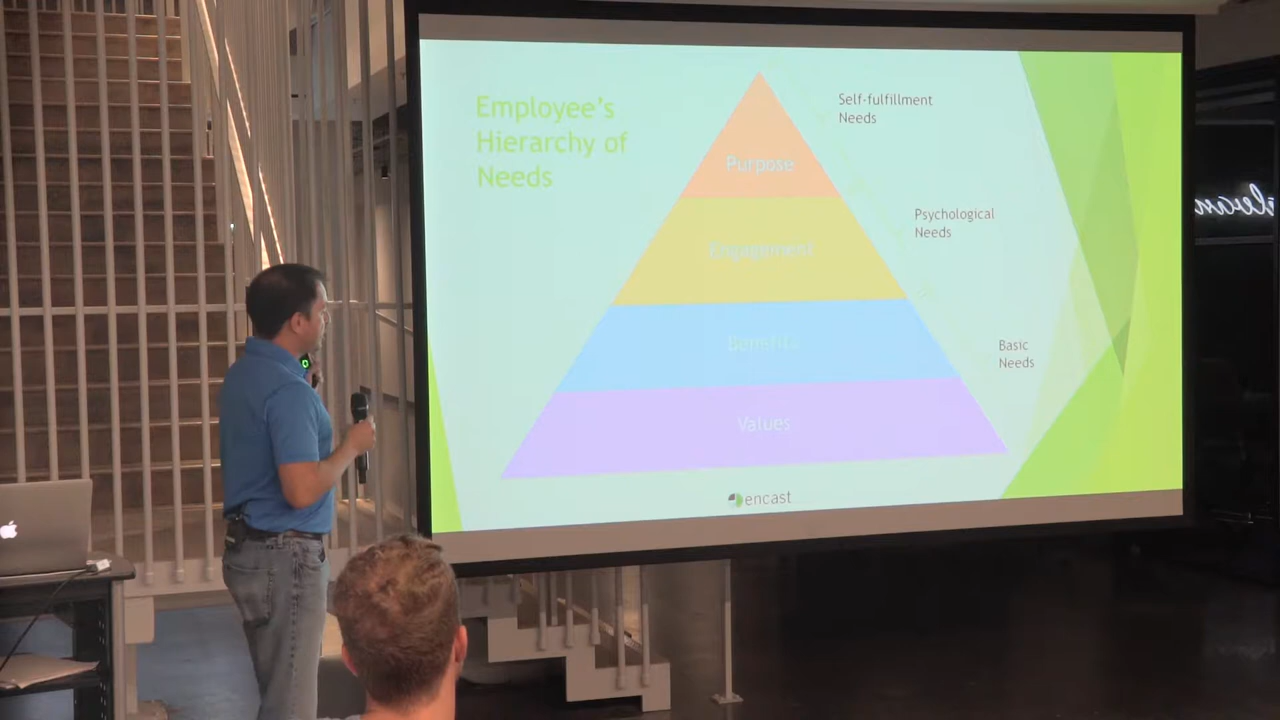 Employee's
Hierarchy of
Needs
Purpose
Engagement
Benefits
Values
Self-fulfillment
Needs
Psychological
Needs
Basic
Needs
encast